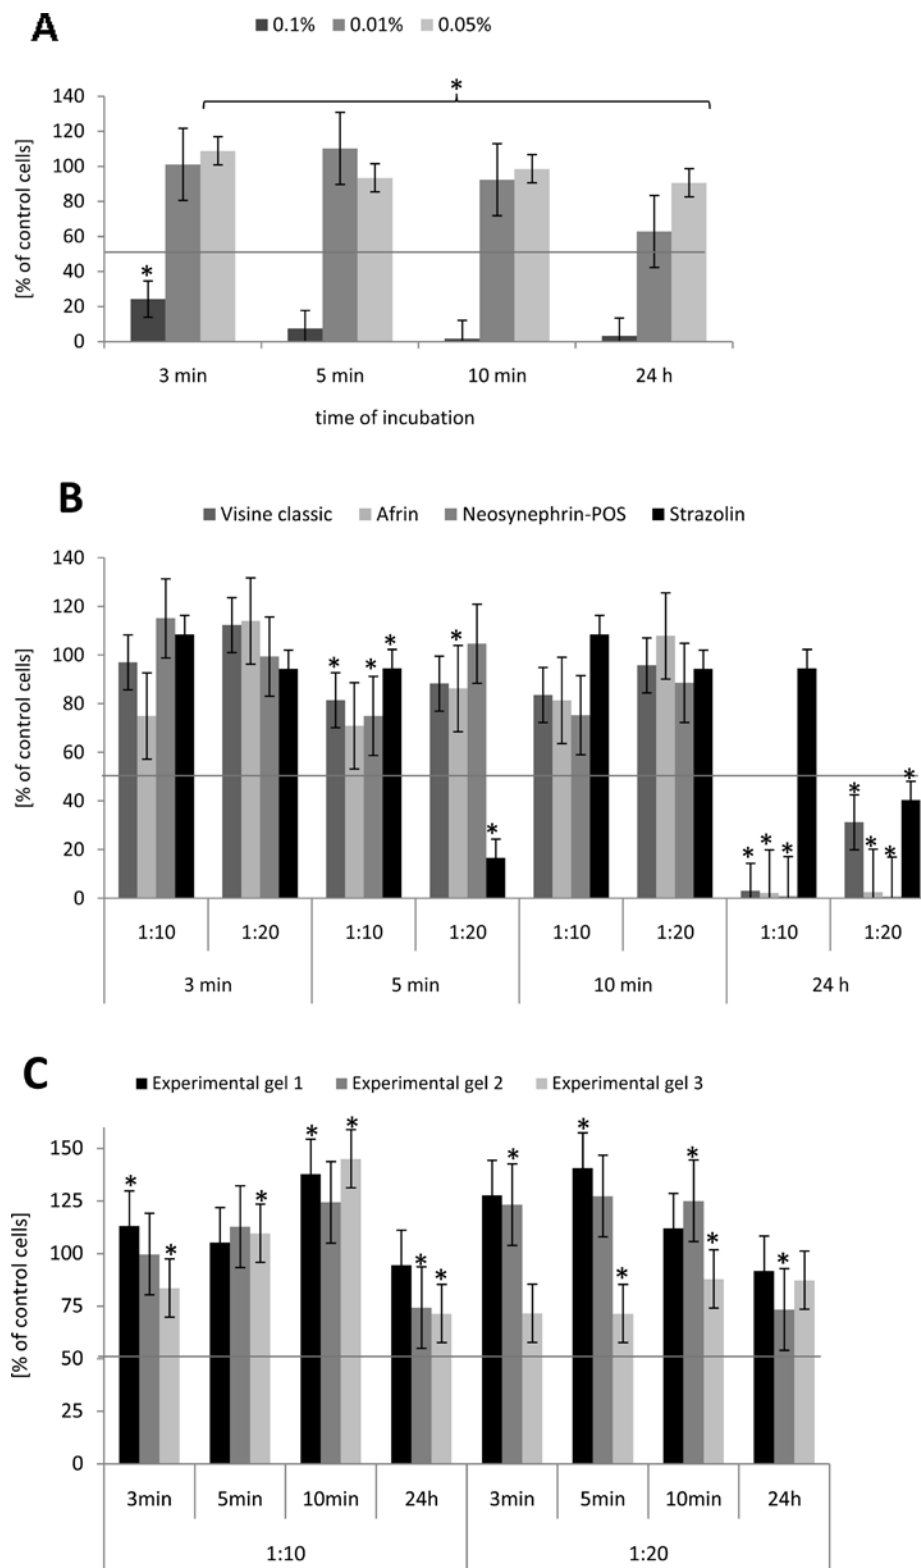 A
0.1% 0.01% 0.05%
*
140
120
100
80
60
40
20
0
[% of control cells]
*
3 min 5 min 10 min 24 h
time of incubation
B
Visine classic Afrin Neosynephrin-POS Strazolin
140
120
100
80
60
40
20
0
[% of control cells]
* * * * * * * * * * *
1:10 1:20 1:10 1:20 1:10 1:20 1:10 1:20
3 min 5 min 10 min 24 h
C
Experimental gel 1 Experimental gel 2 Experimental gel 3
150
125
100
75
50
25
0
[% of control cells]
* * * * * * * * * * * * *
3min 5min 10min 24h 3min 5min 10min 24h
1:10 1:20